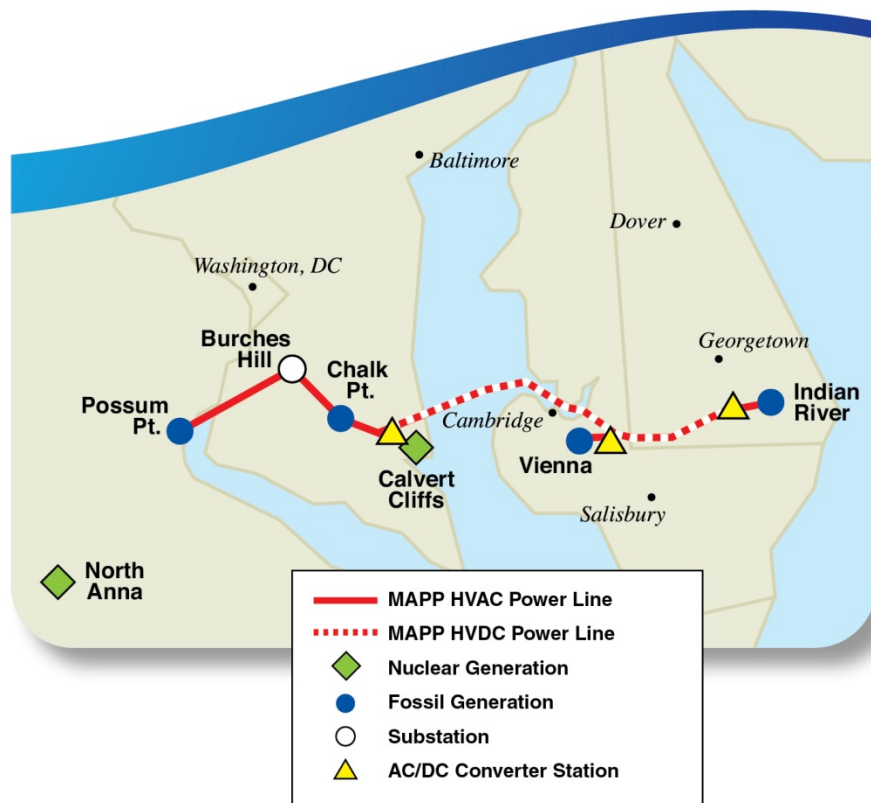 Baltimore
Dover
Washington, DC
Burches
Hill
Georgetown
Chalk
Pt.
Possum
Pt.
Indian
River
Cambridge
Vienna
Calvert
Cliffs
Salisbury
North
Anna
MAPP HVAC Power Line
MAPP HVDC Power Line
Nuclear Generation
Fossil Generation
Substation
AC/DC Converter Station